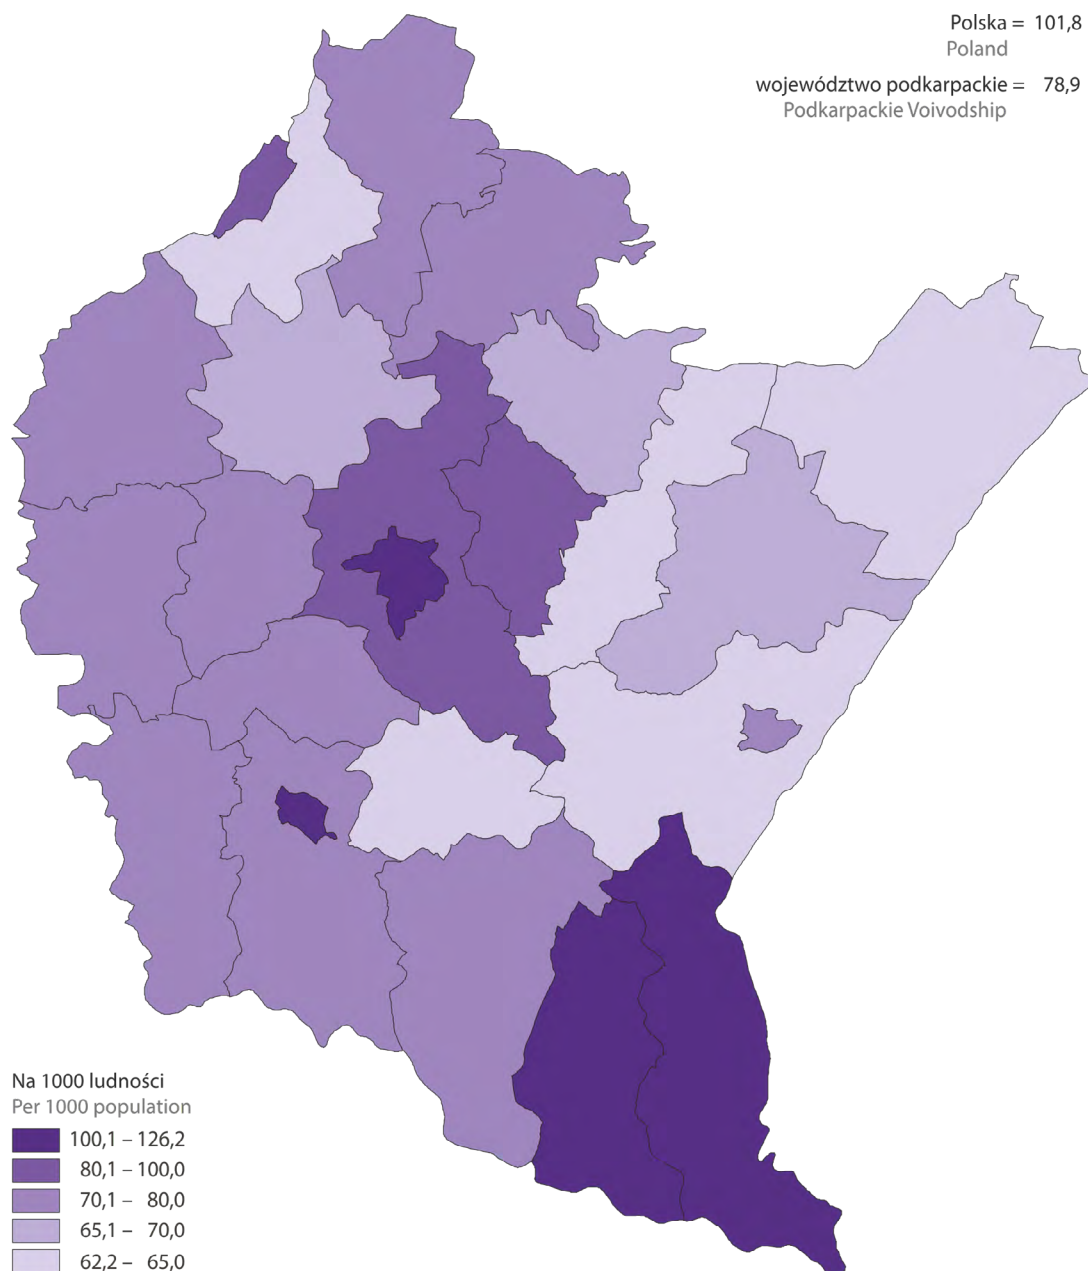 Polska = 101,8
Poland
województwo podkarpackie = 78,9
Podkarpackie Voivodship
Na 1000 ludności
Per 1000 population
100,1 – 126,2
80,1 – 100,0
70,1 – 80,0
65,1 – 70,0
62,2 – 65,0